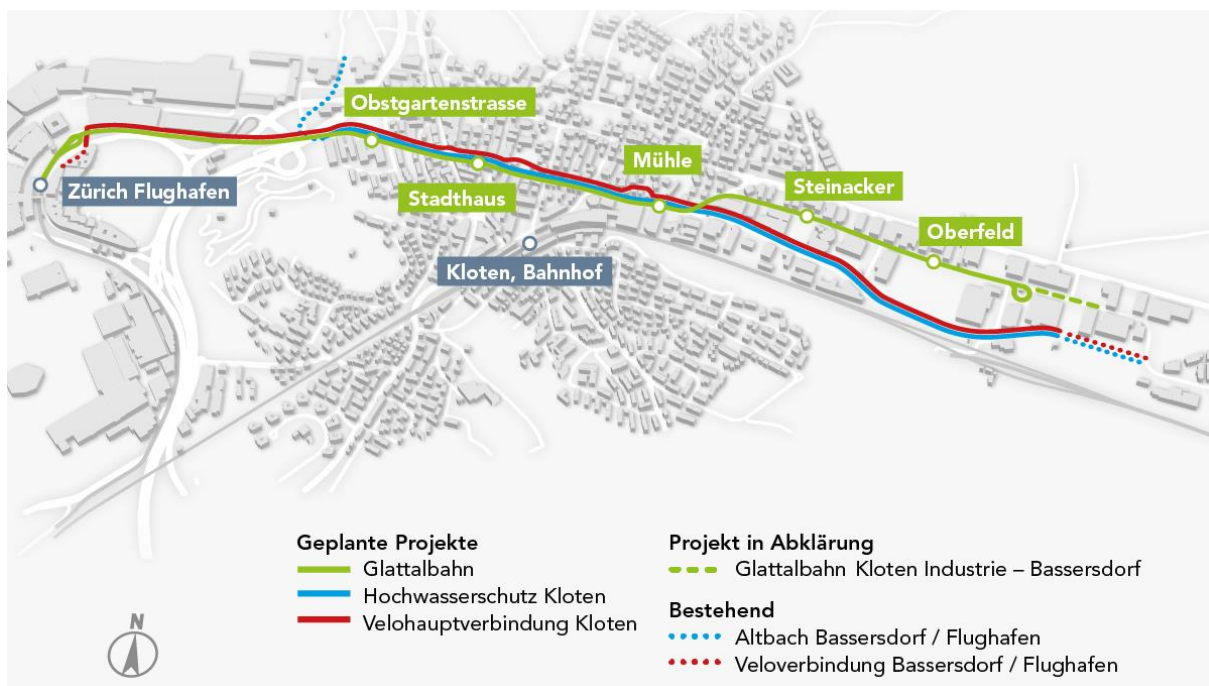 Obstgartenstrasse
Mühle
Zürich Flughafen
Stadthaus
Steinacker
Oberfeld
Kloten, Bahnhof
Geplante Projekte
Glattalbahn
Hochwasserschutz Kloten
Velohauptverbindung Kloten
Projekt in Abklärung
Glattalbahn Kloten Industrie – Bassersdorf
Bestehend
Altbach Bassersdorf / Flughafen
Veloverbindung Bassersdorf / Flughafen
N